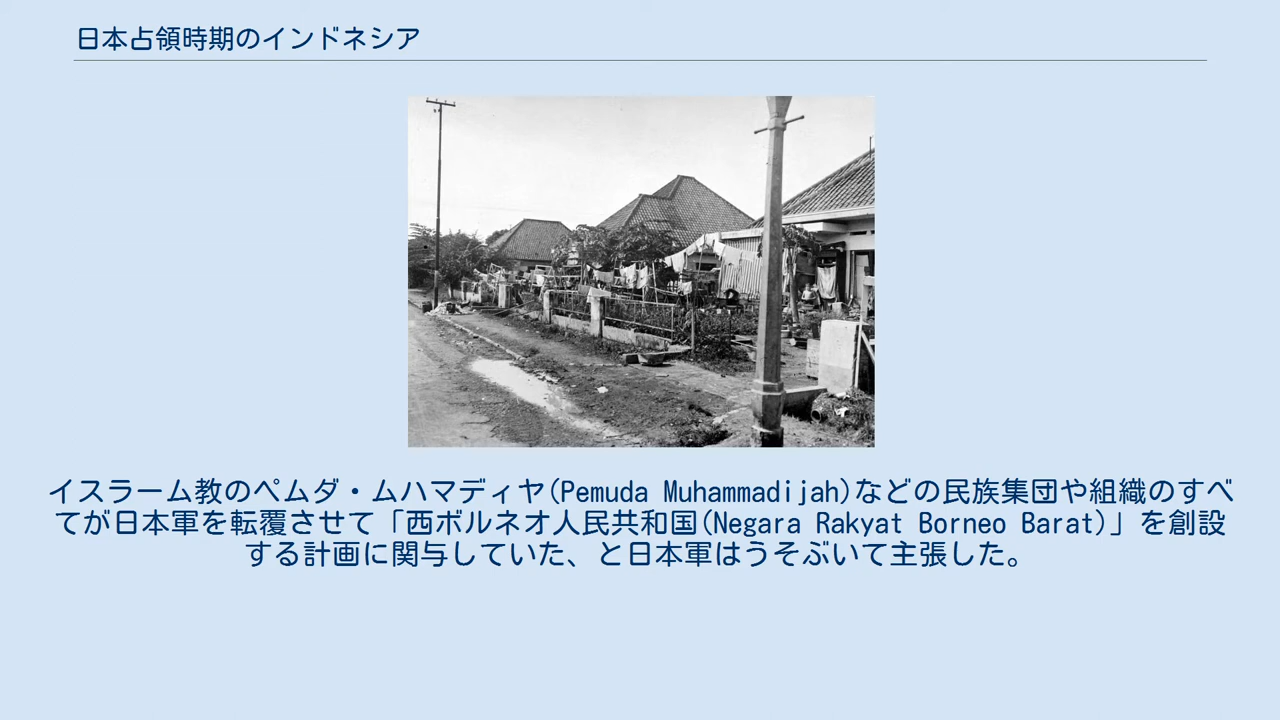 日本占領時期のインドネシア
イスラーム教のペムダ・ムハマディヤ(Pemuda Muhammadijah)などの民族集団や組織のすべ
てが日本軍を転覆させて「西ボルネオ人民共和国(Negara Rakyat Borneo Barat)」を創設
する計画に関与していた、と日本軍はうそぶいて主張した。